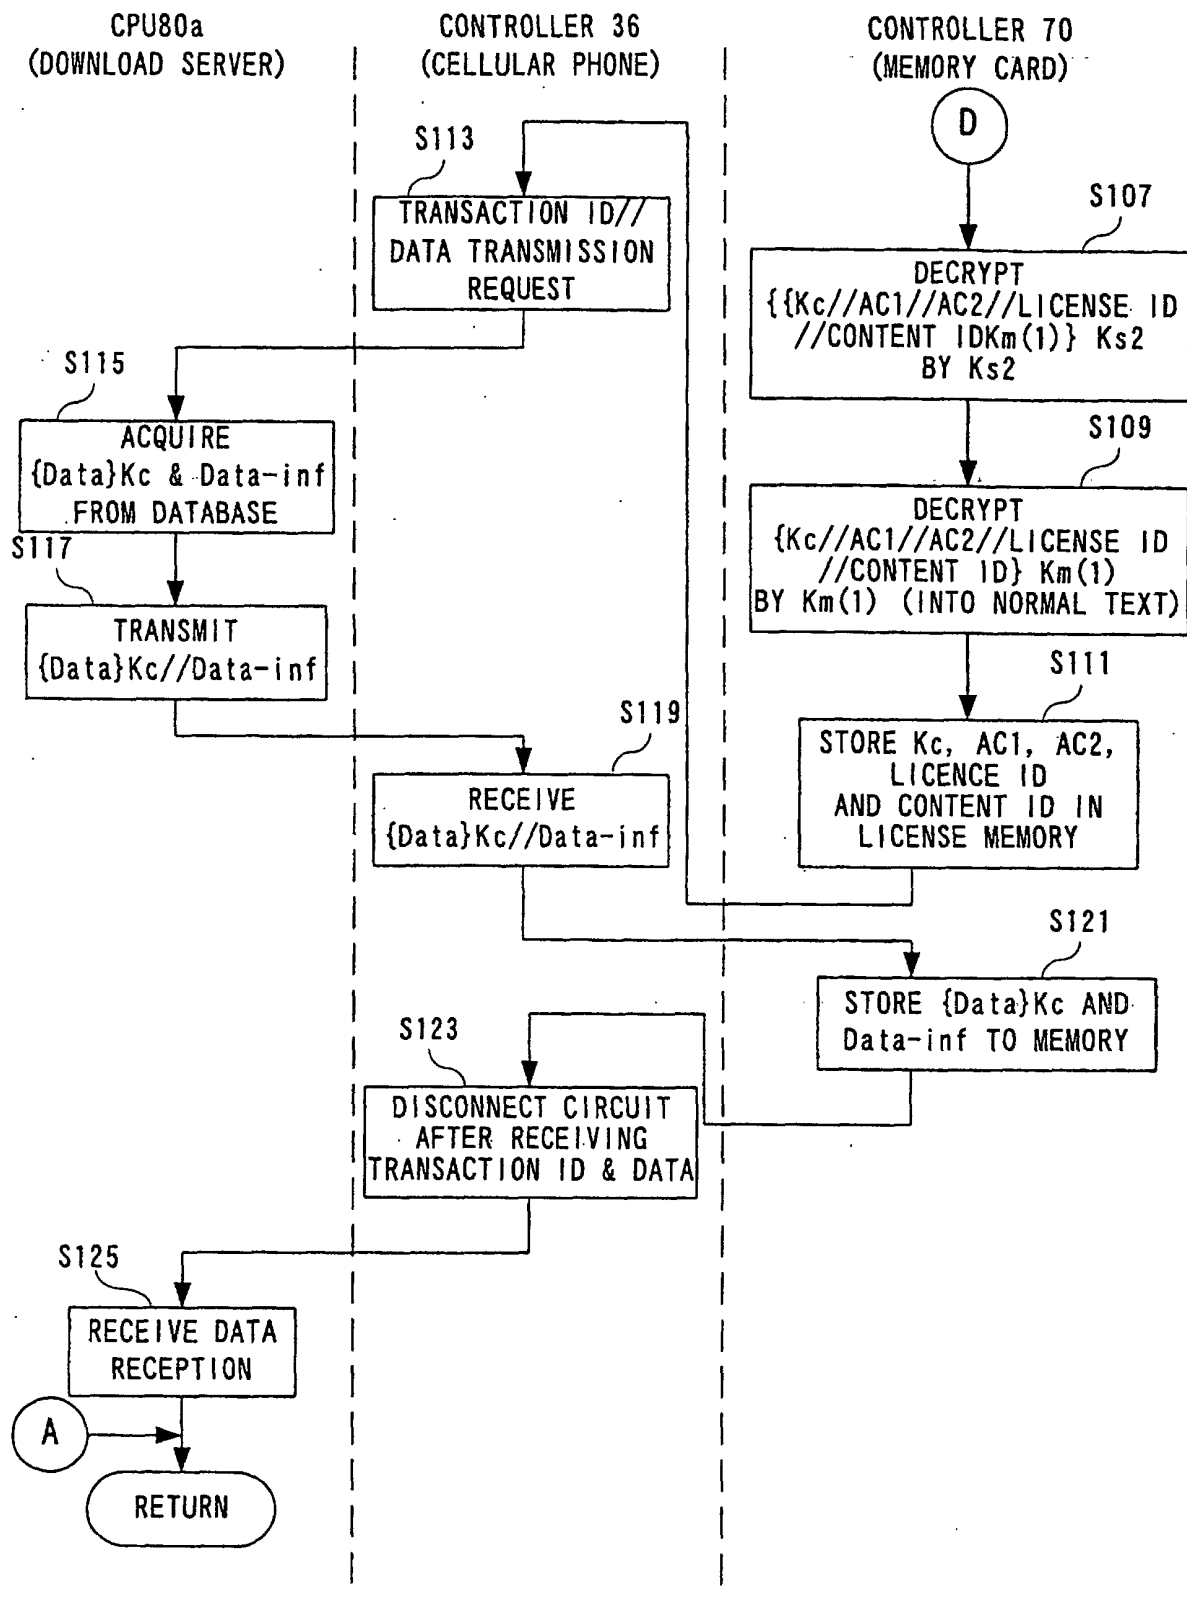 CPU80a
(DOWNLOAD SERVER)
CONTROLLER 36
(CELLULAR PHONE)
CONTROLLER 70
(MEMORY CARD)
D
S107
DECRYPT
{{Kc//AC1//AC2//LICENSE ID
//CONTENT IDKm(1)} Ks2
BY Ks2
S109
DECRYPT
{Kc//AC1//AC2//LICENSE ID
//CONTENT ID} Km(1)
BY Km(1) (INTO NORMAL TEXT)
S111
STORE Kc, AC1, AC2,
LICENCE ID
AND CONTENT ID IN
LICENSE MEMORY
S113
TRANSACTION ID//
DATA TRANSMISSION
REQUEST
S115
ACQUIRE
{Data}Kc & Data-inf
FROM DATABASE
S117
TRANSMIT
{Data}Kc//Data-inf
S119
RECEIVE
{Data}Kc//Data-inf
S121
STORE {Data}Kc AND
Data-inf TO MEMORY
S123
DISCONNECT CIRCUIT
AFTER RECEIVING
TRANSACTION ID & DATA
S125
RECEIVE DATA
RECEPTION
A
RETURN